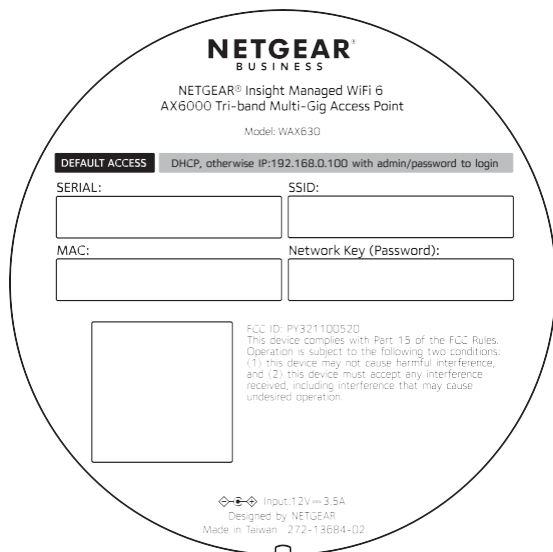 NETGEAR®
BUSINESS
NETGEAR® Insight Managed WiFi 6
AX6000 Tri-band Multi-Gig Access Point
Model: WAX630
DEFAULT ACCESS DHCP, otherwise IP:192.168.0.100 with admin/password to login
SERIAL: SSID:
MAC: Network Key (Password):
FCC ID: PY321100520
This device complies with Part 15 of the FCC Rules.
Operation is subject to the following two conditions:
(1) this device may not cause harmful interference,
and (2) this device must accept any interference
received, including interference that may cause
undesired operation.
Input:12V⎓3.5A
Designed by NETGEAR
Made in Taiwan 272-13684-02